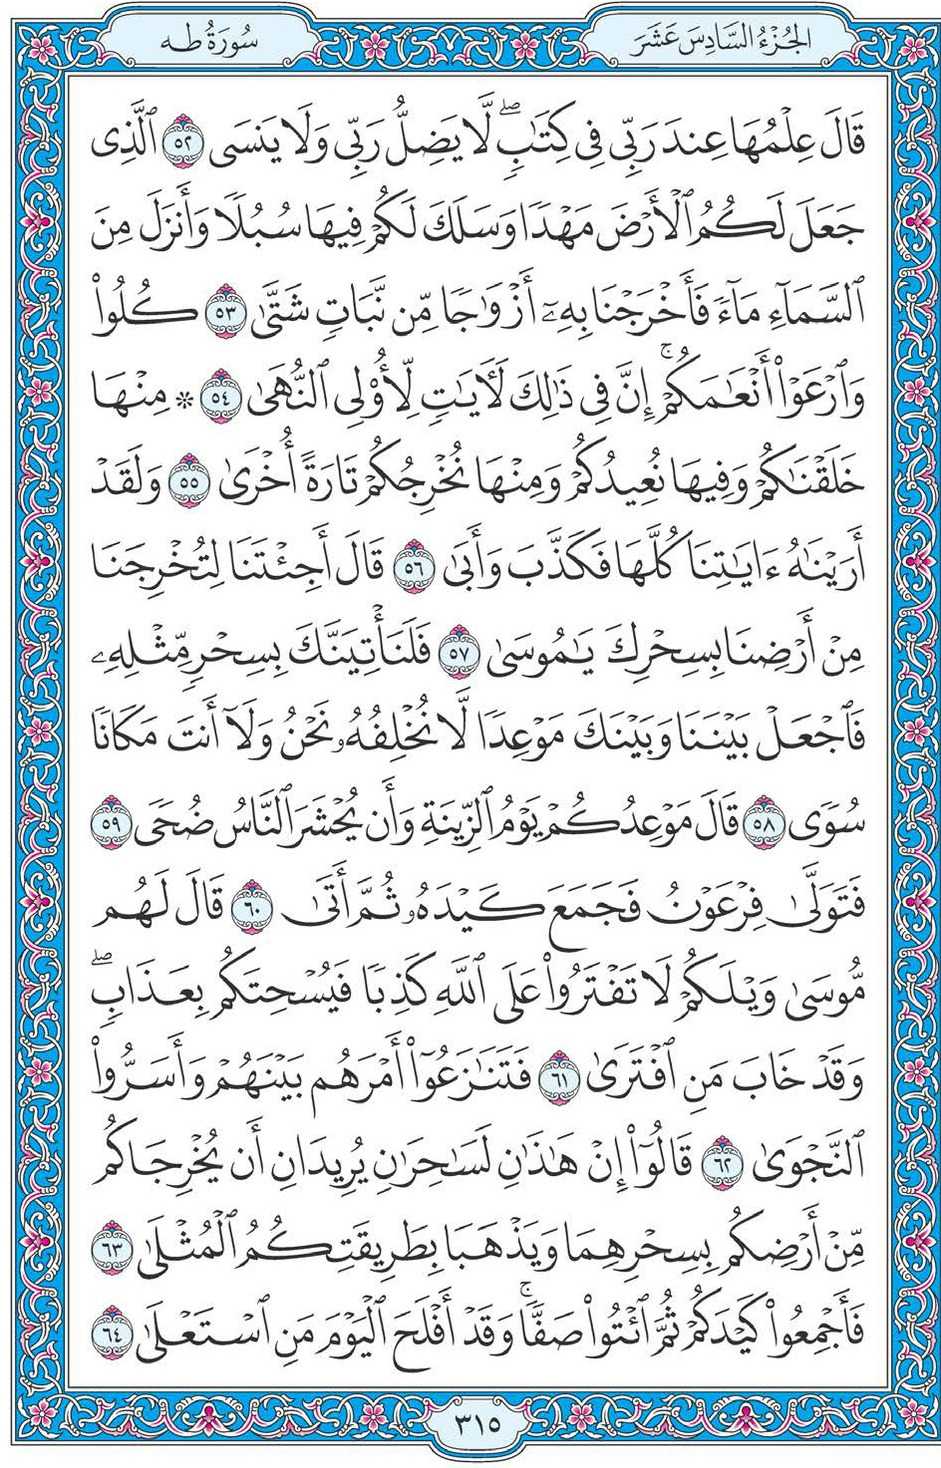 الجُزْءُ السَّادِسَ عَشَرَ
سُورَةُ طه
قَالَ عِلْمُهَا عِندَ رَبِّي فِي كِتَٰبٖۖ لَّا يَضِلُّ رَبِّي وَلَا يَنسَى ٥٢ ٱلَّذِي
جَعَلَ لَكُمُ ٱلْأَرْضَ مَهْدٗا وَسَلَكَ لَكُمْ فِيهَا سُبُلٗا وَأَنزَلَ مِنَ
ٱلسَّمَآءِ مَآءٗ فَأَخْرَجْنَا بِهِۦٓ أَزْوَٰجٗا مِّن نَّبَاتٖ شَتَّىٰ ٥٣ كُلُوا۟
وَٱرْعَوْا۟ أَنْعَٰمَكُمْۚ إِنَّ فِي ذَٰلِكَ لَأٓيَٰتٖ لِّأُو۟لِي ٱلنُّهَىٰ ٥٤ ۞ مِنْهَا
خَلَقْنَٰكُمْ وَفِيهَا نُعِيدُكُمْ وَمِنْهَا نُخْرِجُكُمْ تَارَةً أُخْرَىٰ ٥٥ وَلَقَدْ
أَرَيْنَٰهُ ءَايَٰتِنَا كُلَّهَا فَكَذَّبَ وَأَبَىٰ ٥٦ قَالَ أَجِئْتَنَا لِتُخْرِجَنَا
مِنْ أَرْضِنَا بِسِحْرِكَ يَٰمُوسَىٰ ٥٧ فَلَنَأْتِيَنَّكَ بِسِحْرٖ مِّثْلِهِۦ
فَٱجْعَلْ بَيْنَنَا وَبَيْنَكَ مَوْعِدٗا لَّا نُخْلِفُهُۥ نَحْنُ وَلَآ أَنتَ مَكَانٗا
سُوٗى ٥٨ قَالَ مَوْعِدُكُمْ يَوْمُ ٱلزِّينَةِ وَأَن يُحْشَرَ ٱلنَّاسُ ضُحٗى ٥٩
فَتَوَلَّىٰ فِرْعَوْنُ فَجَمَعَ كَيْدَهُۥ ثُمَّ أَتَىٰ ٦٠ قَالَ لَهُم
مُّوسَىٰ وَيْلَكُمْ لَا تَفْتَرُوا۟ عَلَى ٱللَّهِ كَذِبٗا فَيُسْحِتَكُم بِعَذَابٖۖ
وَقَدْ خَابَ مَنِ ٱفْتَرَىٰ ٦١ فَتَنَٰزَعُوٓا۟ أَمْرَهُم بَيْنَهُمْ وَأَسَرُّوا۟
ٱلنَّجْوَىٰ ٦٢ قَالُوٓا۟ إِنْ هَٰذَٰنِ لَسَٰحِرَٰنِ يُرِيدَانِ أَن يُخْرِجَاكُم
مِّنْ أَرْضِكُم بِسِحْرِهِمَا وَيَذْهَبَا بِطَرِيقَتِكُمُ ٱلْمُثْلَىٰ ٦٣
فَأَجْمِعُوا۟ كَيْدَكُمْ ثُمَّ ٱئْتُوا۟ صَفّٗاۚ وَقَدْ أَفْلَحَ ٱلْيَوْمَ مَنِ ٱسْتَعْلَىٰ ٦٤
٣١٥